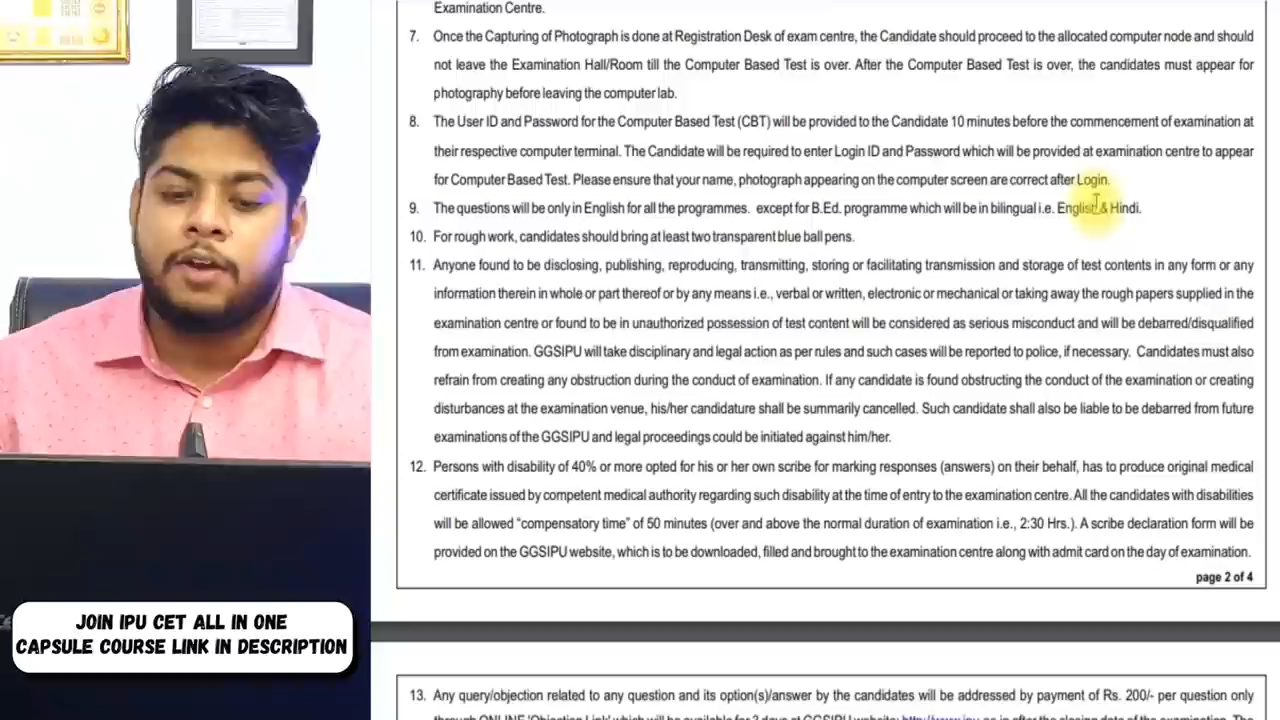 Examination Centre.
7. Once the Capturing of Photograph is done at Registration Desk of exam centre, the Candidate should proceed to the allocated computer node and should
not leave the Examination Hall/Room till the Computer Based Test is over. After the Computer Based Test is over, the candidates must appear for
photography before leaving the computer lab.
8. The User ID and Password for the Computer Based Test (CBT) will be provided to the Candidate 10 minutes before the commencement of examination at
their respective computer terminal. The Candidate will be required to enter Login ID and Password which will be provided at examination centre to appear
for Computer Based Test. Please ensure that your name, photograph appearing on the computer screen are correct after Login.
9. The questions will be only in English for all the programmes. except for B.Ed. programme which will be in bilingual i.e. English & Hindi.
10. For rough work, candidates should bring at least two transparent blue ball pens.
11. Anyone found to be disclosing, publishing, reproducing, transmitting, storing or facilitating transmission and storage of test contents in any form or any
information therein in whole or part thereof or by any means i.e., verbal or written, electronic or mechanical or taking away the rough papers supplied in the
examination centre or found to be in unauthorized possession of test content will be considered as serious misconduct and will be debarred/disqualified
from examination. GGSIPU will take disciplinary and legal action as per rules and such cases will be reported to police, if necessary. Candidates must also
refrain from creating any obstruction during the conduct of examination. If any candidate is found obstructing the conduct of the examination or creating
disturbances at the examination venue, his/her candidature shall be summarily cancelled. Such candidate shall also be liable to be debarred from future
examinations of the GGSIPU and legal proceedings could be initiated against him/her.
12. Persons with disability of 40% or more opted for his or her own scribe for marking responses (answers) on their behalf, has to produce original medical
certificate issued by competent medical authority regarding such disability at the time of entry to the examination centre. All the candidates with disabilities
will be allowed "compensatory time" of 50 minutes (over and above the normal duration of examination i.e., 2:30 Hrs.). A scribe declaration form will be
provided on the GGSIPU website, which is to be downloaded, filled and brought to the examination centre along with admit card on the day of examination.
page 2 of 4
13. Any query/objection related to any question and its option(s)/answer by the candidates will be addressed by payment of Rs. 200/- per question only
JOIN IPU CET ALL IN ONE
CAPSULE COURSE LINK IN DESCRIPTION